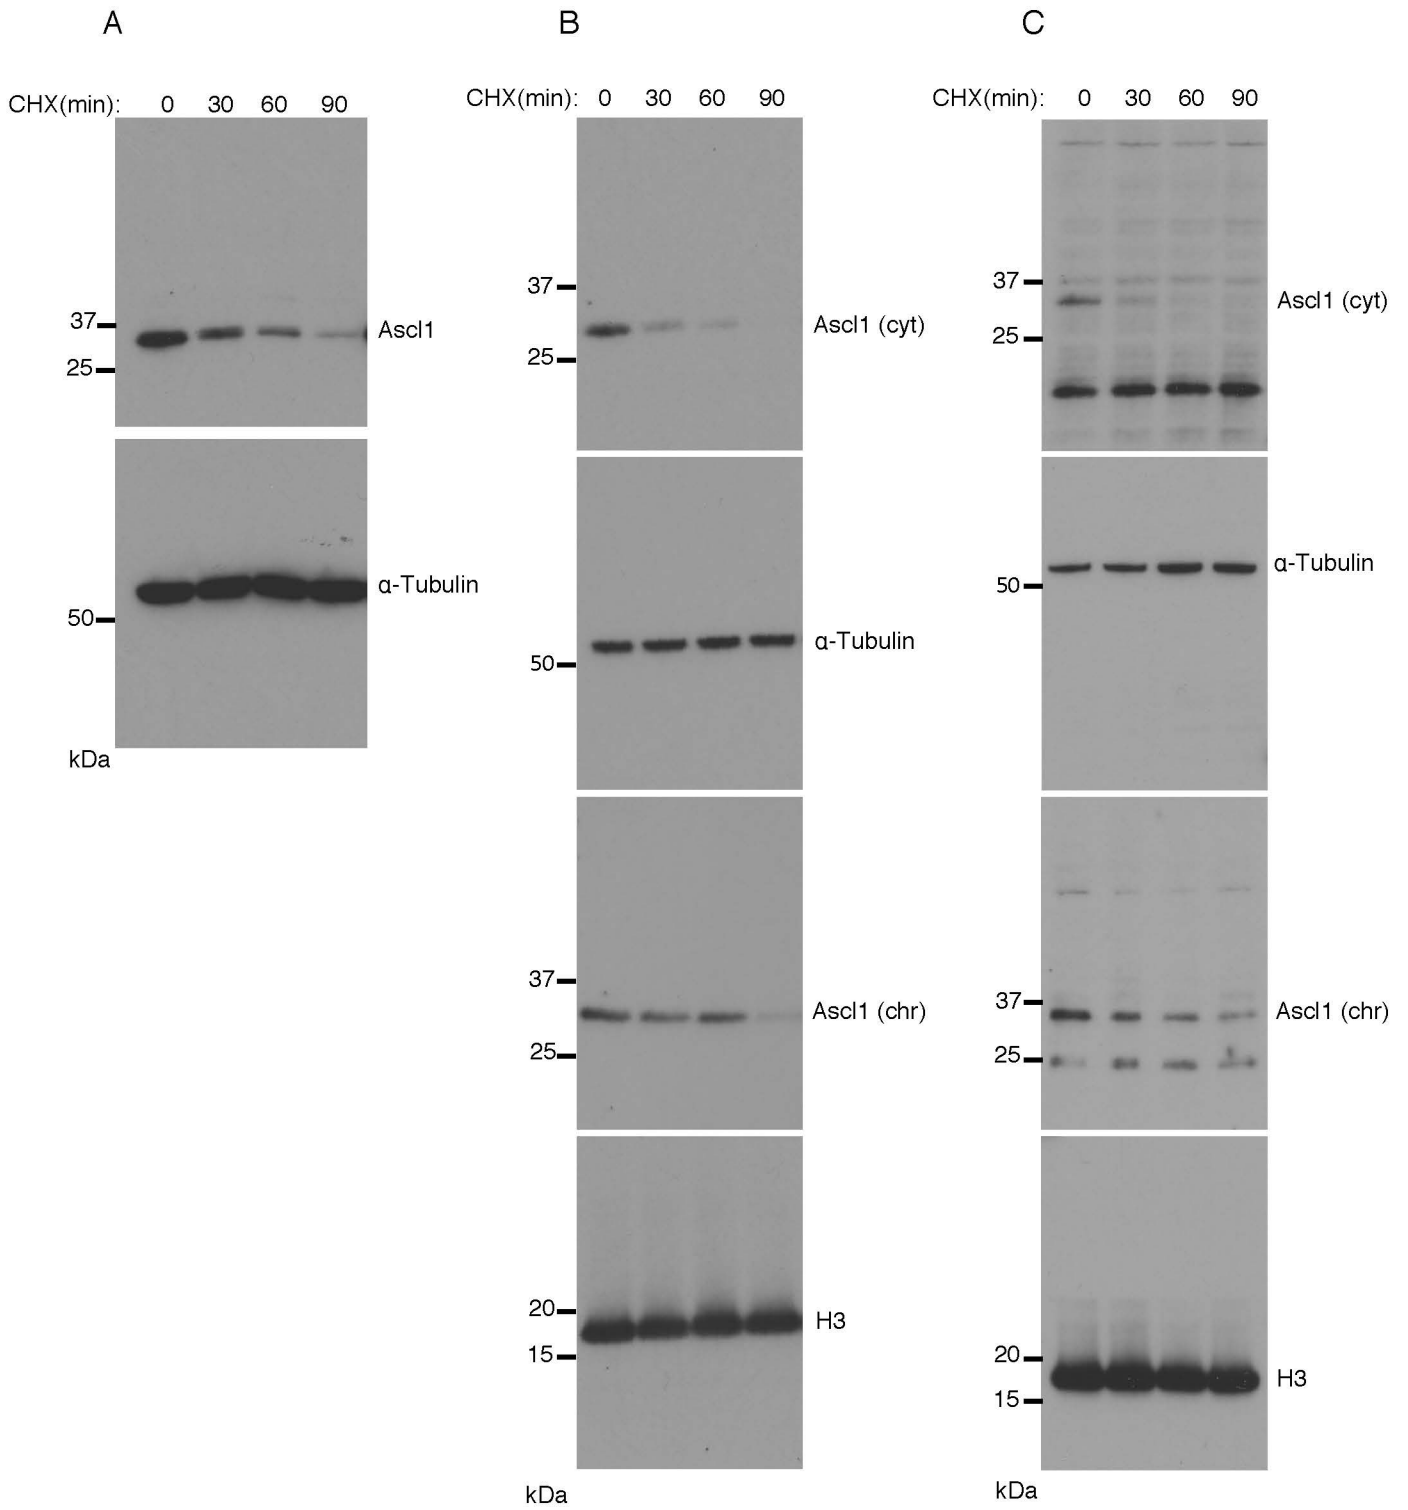 A
CHX(min): 0 30 60 90
37
25
Ascl1
50
α-Tubulin
kDa
B
CHX(min): 0 30 60 90
37
25
Ascl1 (cyt)
50
α-Tubulin
37
25
Ascl1 (chr)
20
15
H3
kDa
C
CHX(min): 0 30 60 90
37
25
Ascl1 (cyt)
50
α-Tubulin
37
25
Ascl1 (chr)
20
15
H3
kDa